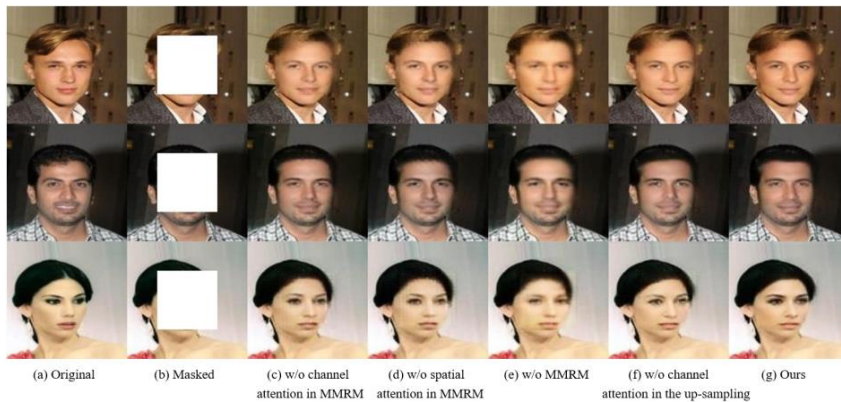 (a) Original (b) Masked (c) w/o channel (d) w/o spatial (e) w/o MMRM (f) w/o channel (g) Ours
attention in MMRM attention in MMRM attention in the up-sampling